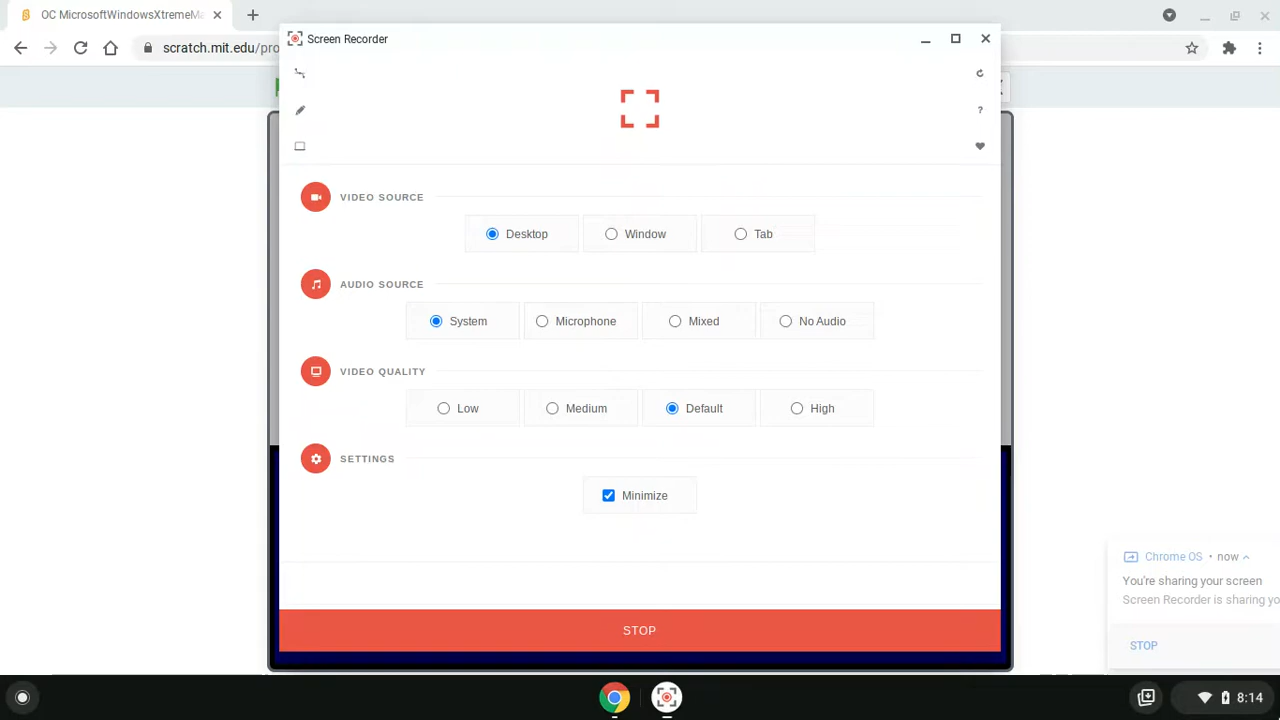 OC MicrosoftWindowsXtremeMa
scratch.mit.edu/pro
Screen Recorder
?
VIDEO SOURCE
Desktop
Window
Tab
AUDIO SOURCE
System
Microphone
Mixed
No Audio
VIDEO QUALITY
Low
Medium
Default
High
SETTINGS
Minimize
STOP
Chrome OS • now
You're sharing your screen
Screen Recorder is sharing yo
STOP
8:14